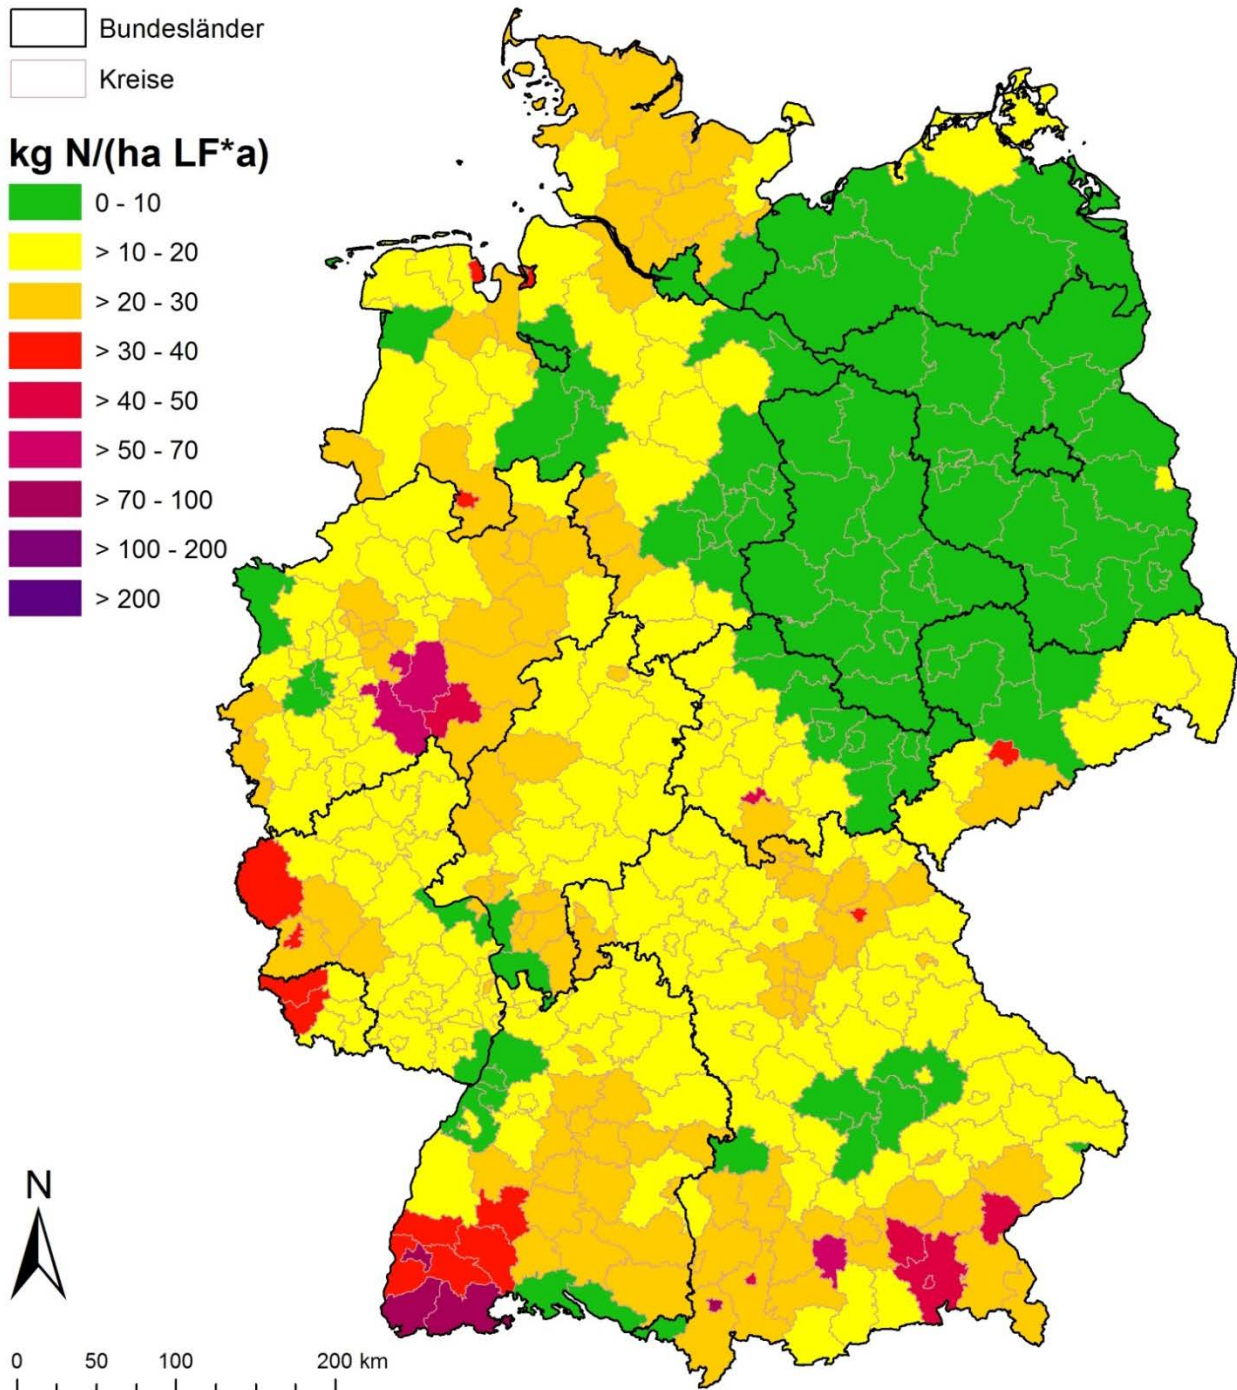 Bundesländer
Kreise
kg N/(ha LF*a)
0 - 10
> 10 - 20
> 20 - 30
> 30 - 40
> 40 - 50
> 50 - 70
> 70 - 100
> 100 - 200
> 200
N
0 50 100 200 km